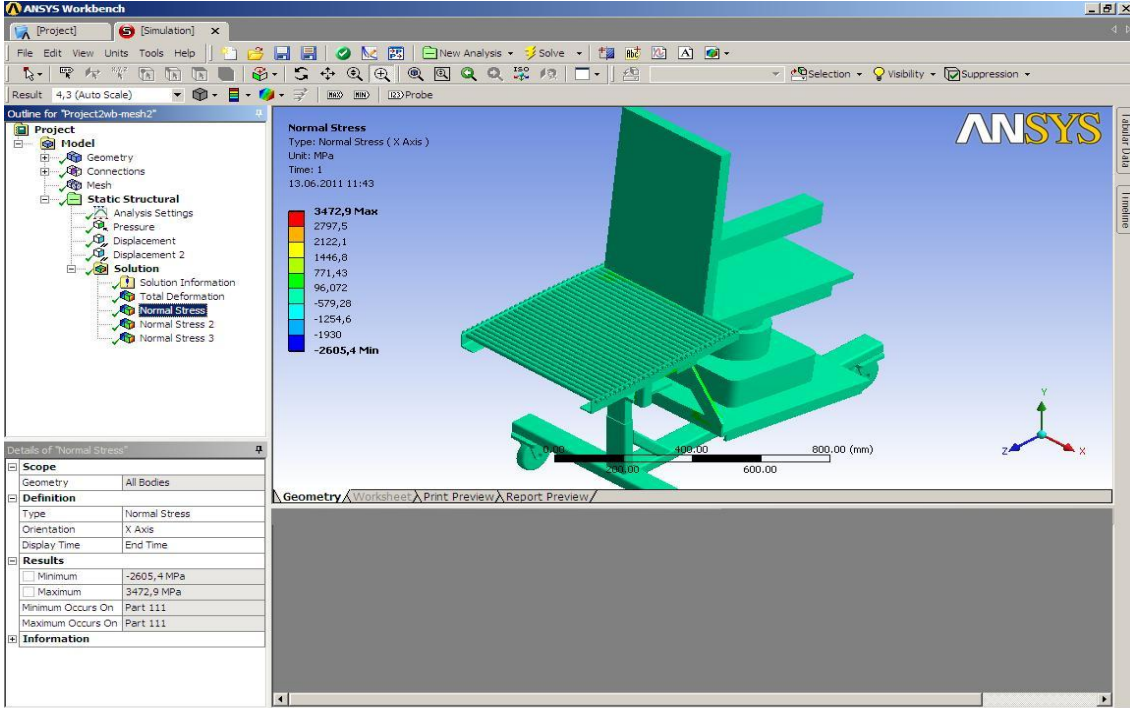 ANSYS Workbench
[Project] [Simulation]
File Edit View Units Tools Help New Analysis Solve
Selection Visibility Suppression
Result 4,3 (Auto Scale) MAX MIN 123 Probe
Outline for "Project2wb-mesh2"
Project
Model
Geometry
Connections
Mesh
Static Structural
Analysis Settings
Pressure
Displacement
Displacement 2
Solution
Solution Information
Total Deformation
Normal Stress
Normal Stress 2
Normal Stress 3
Details of "Normal Stress"
Scope
Geometry All Bodies
Definition
Type Normal Stress
Orientation X Axis
Display Time End Time
Results
Minimum -2605,4 MPa
Maximum 3472,9 MPa
Minimum Occurs On Part 111
Maximum Occurs On Part 111
Information
Normal Stress
Type: Normal Stress ( X Axis )
Unit: MPa
Time: 1
13.06.2011 11:43
3472,9 Max
2797,5
2122,1
1446,8
771,43
96,072
-579,28
-1254,6
-1930
-2605,4 Min
ANSYS
Y
Z X
0.00 400.00 800.00 (mm)
200.00 600.00
Geometry Worksheet Print Preview Report Preview
Tabular Data
Timeline